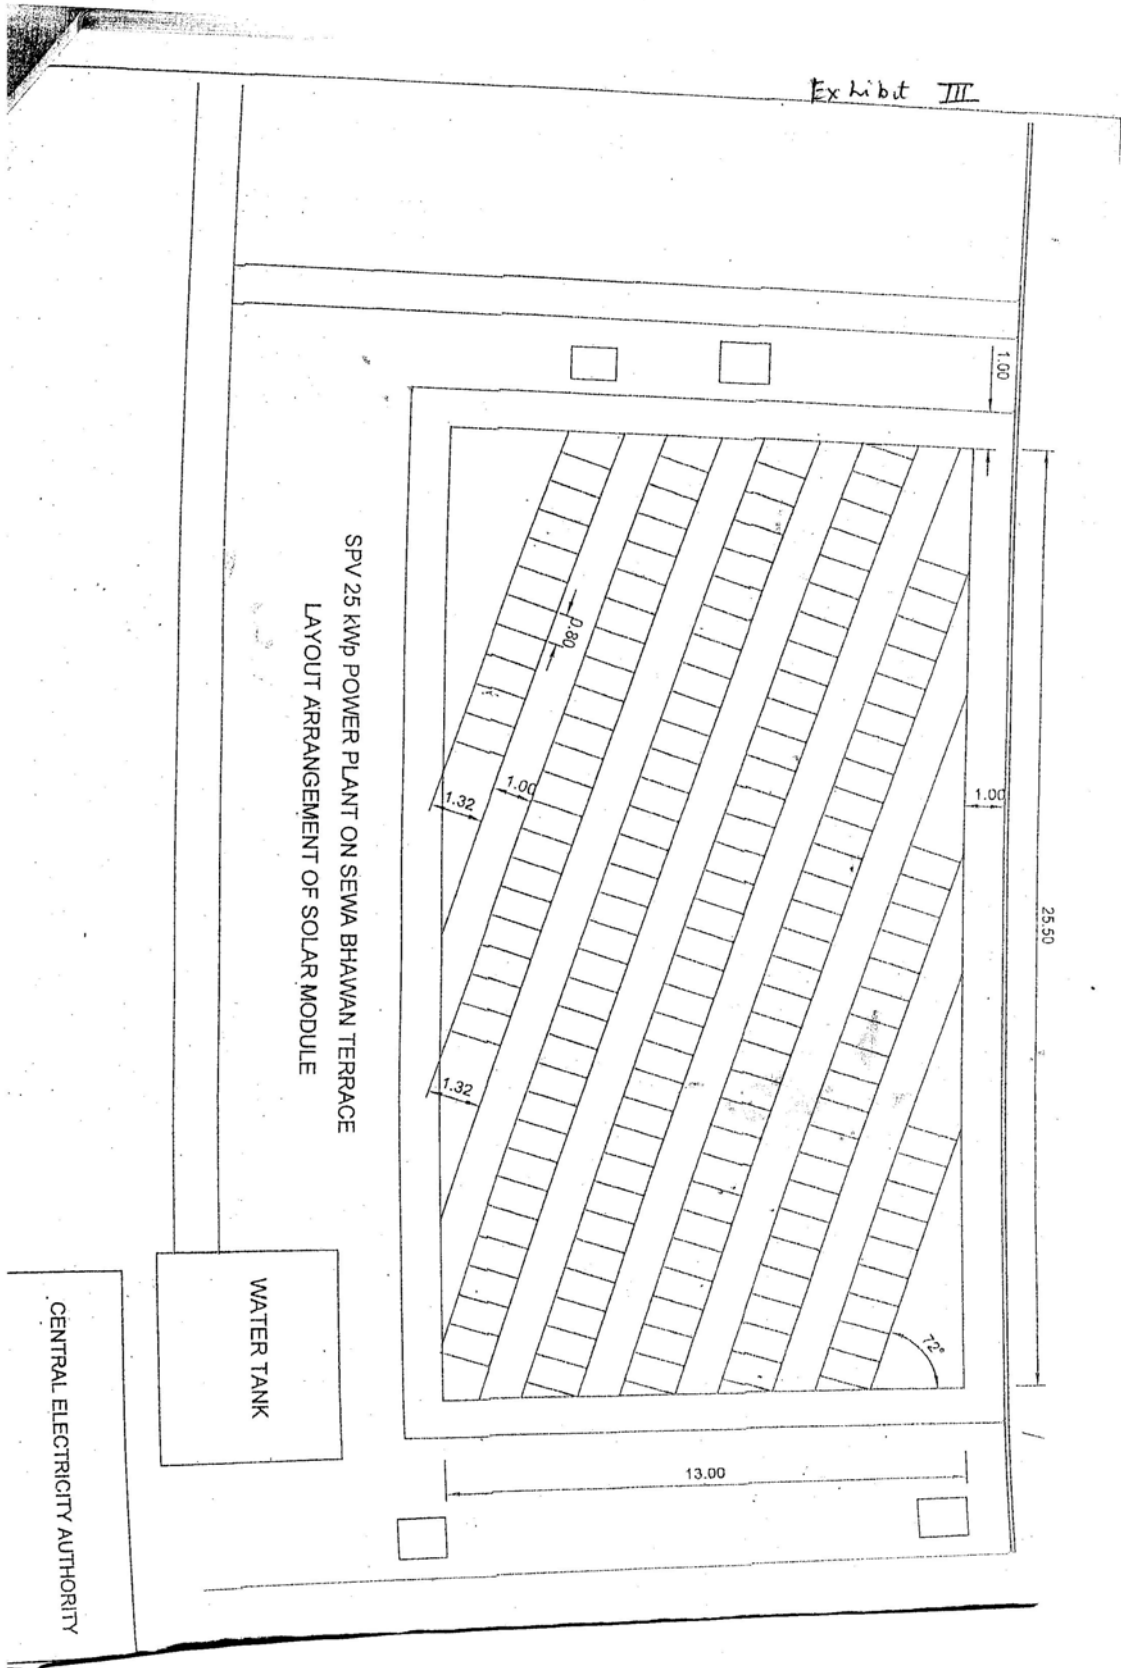 Exhibit III
1.00
25.50
0.80
1.00
1.32
1.00
1.32
72°
13.00
SPV 25 kWp POWER PLANT ON SEWA BHAWAN TERRACE
LAYOUT ARRANGEMENT OF SOLAR MODULE
WATER TANK
CENTRAL ELECTRICITY AUTHORITY